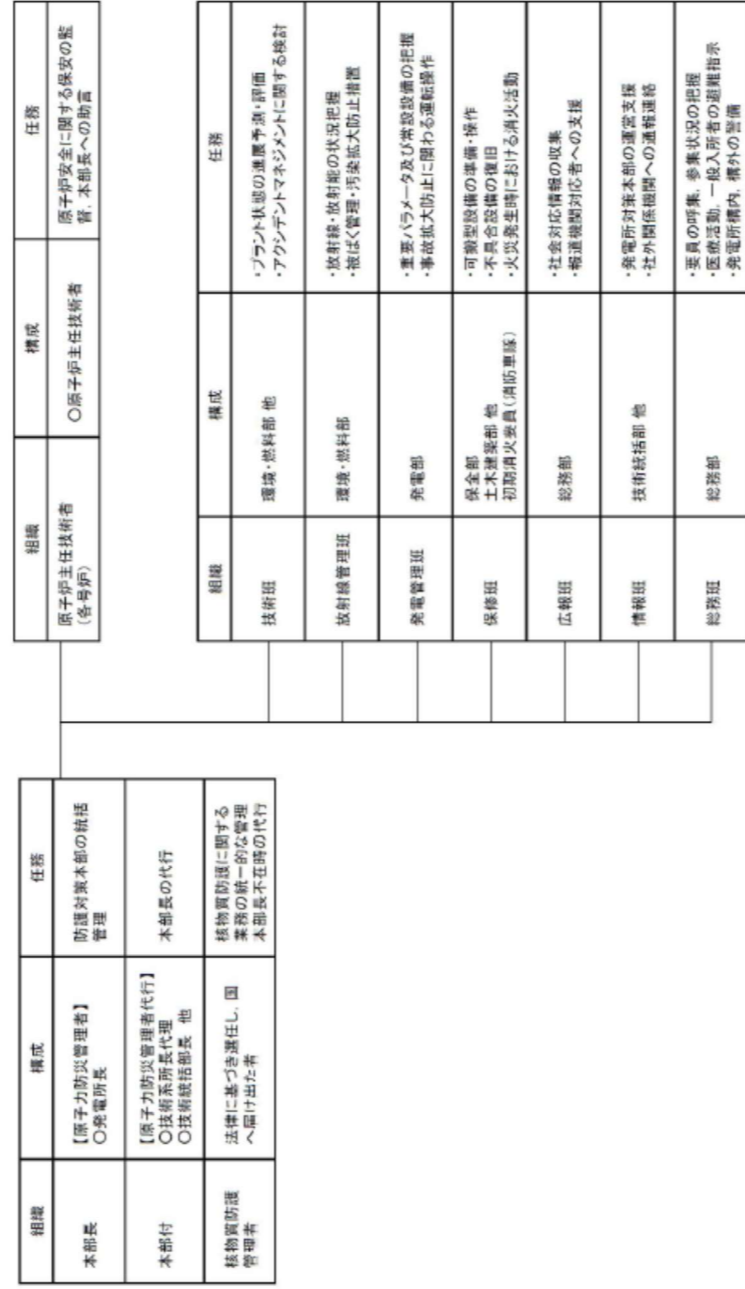 組織
構成
任務
本部長
【原子力防災管理者】
〇発電所長
防護対策本部の統括
管理
本部付
【原子力防災管理者代行】
〇技術系所長代理
〇技術統括部長 他
本部長の代行
核物質防護
管理者
法律に基づき選任し，国
へ届け出た者
核物質防護に関する
業務の統一的な管理
本部長不在時の代行
組織
構成
任務
原子炉主任技術者
（各号炉）
〇原子炉主任技術者
原子炉安全に関する保安の監
督，本部長への助言
組織
構成
任務
技術班
環境・燃料部 他
・プラント状態の進展予測・評価
・アクシデントマネジメントに関する検討
放射線管理班
環境・燃料部
・放射線・放射能の状況把握
・被ばく管理・汚染拡大防止措置
発電管理班
発電部
・重要パラメータ及び常設設備の把握
・事故拡大防止に関わる運転操作
保修班
保全部
土木建築部 他
初期消火要員（消防車隊）
・可搬型設備の準備・操作
・不具合設備の復旧
・火災発生時における消火活動
広報班
総務部
・社会対応情報の収集
・報道機関対応者への支援
情報班
技術統括部 他
・発電所対策本部の運営支援
・社外関係機関への通報連絡
総務班
総務部
・要員の呼集，参集状況の把握
・医療活動，一般入所者の避難指示
・発電所構内，構外の警備